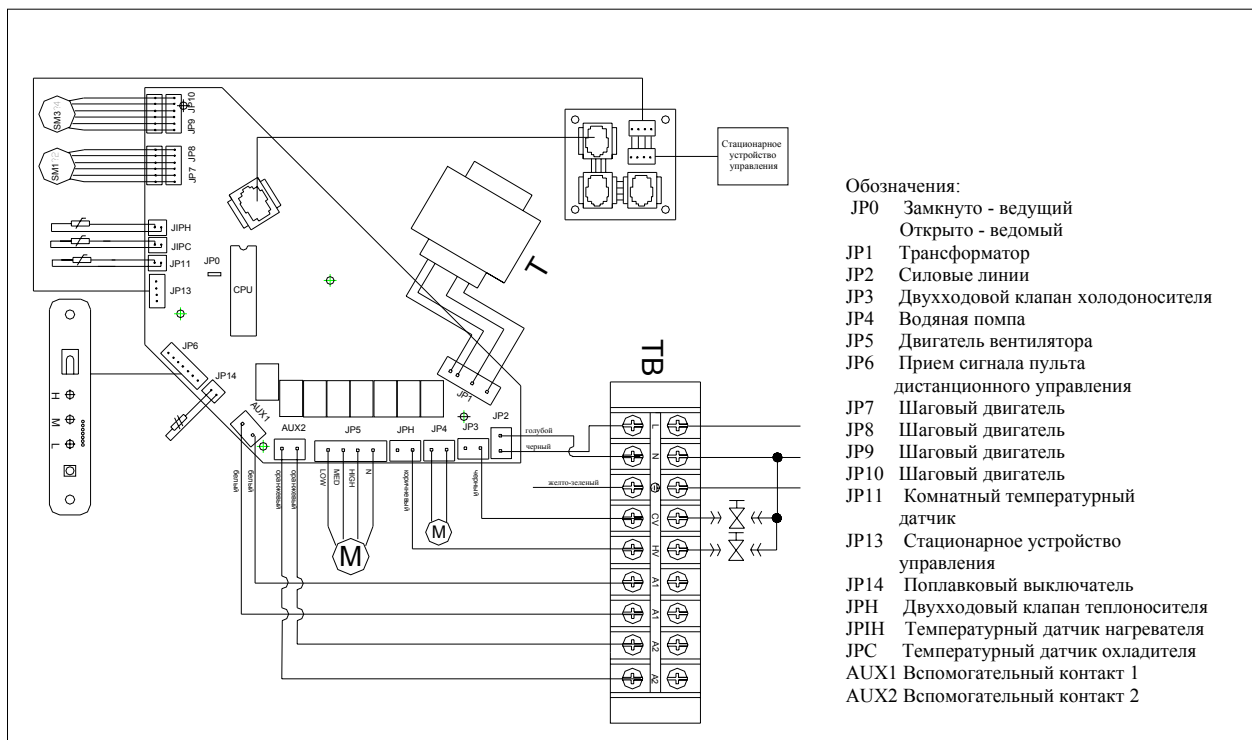 SM3
JP10
JP9
SM1
JP8
JP7
JIPH
JIPC
JP11
JP13
JP0
CPU
JP6
JP14
H
M
L
T
JP1
Стационарное
устройство
управления
TB
AUX1
AUX2
JP5
JPH
JP4
JP3
JP2
голубой
черный
желто-зеленый
белый
белый
оранжевый
оранжевый
LOW
MED
HIGH
N
коричневый
черный
M
M
L
N
CV
HV
A1
A1
A2
A2
Обозначения:
JP0 Замкнуто - ведущий
Открыто - ведомый
JP1 Трансформатор
JP2 Силовые линии
JP3 Двухходовой клапан холодоносителя
JP4 Водяная помпа
JP5 Двигатель вентилятора
JP6 Прием сигнала пульта
дистанционного управления
JP7 Шаговый двигатель
JP8 Шаговый двигатель
JP9 Шаговый двигатель
JP10 Шаговый двигатель
JP11 Комнатный температурный
датчик
JP13 Стационарное устройство
управления
JP14 Поплавковый выключатель
JPH Двухходовый клапан теплоносителя
JPIH Температурный датчик нагревателя
JPC Температурный датчик охладителя
AUX1 Вспомогательный контакт 1
AUX2 Вспомогательный контакт 2